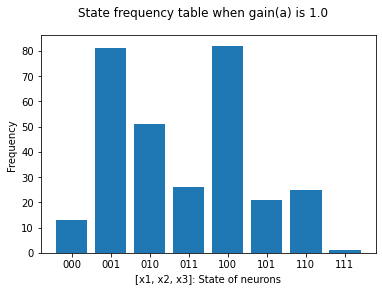 State frequency table when gain(a) is 1.0
Frequency
80
70
60
50
40
30
20
10
0
000 001 010 011 100 101 110 111
[x1, x2, x3]: State of neurons